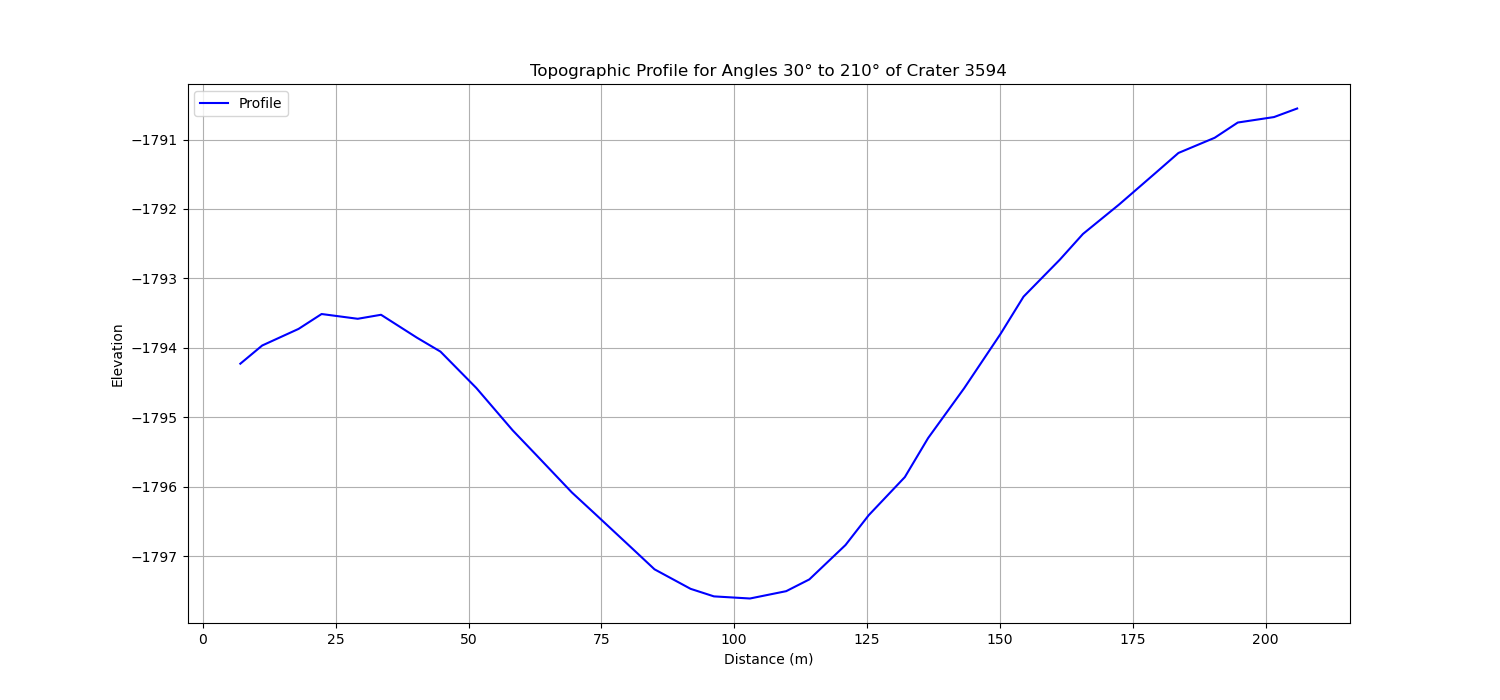 Topographic Profile for Angles 30° to 210° of Crater 3594
Profile
−1791
−1792
−1793
−1794
−1795
−1796
−1797
Elevation
0 25 50 75 100 125 150 175 200
Distance (m)